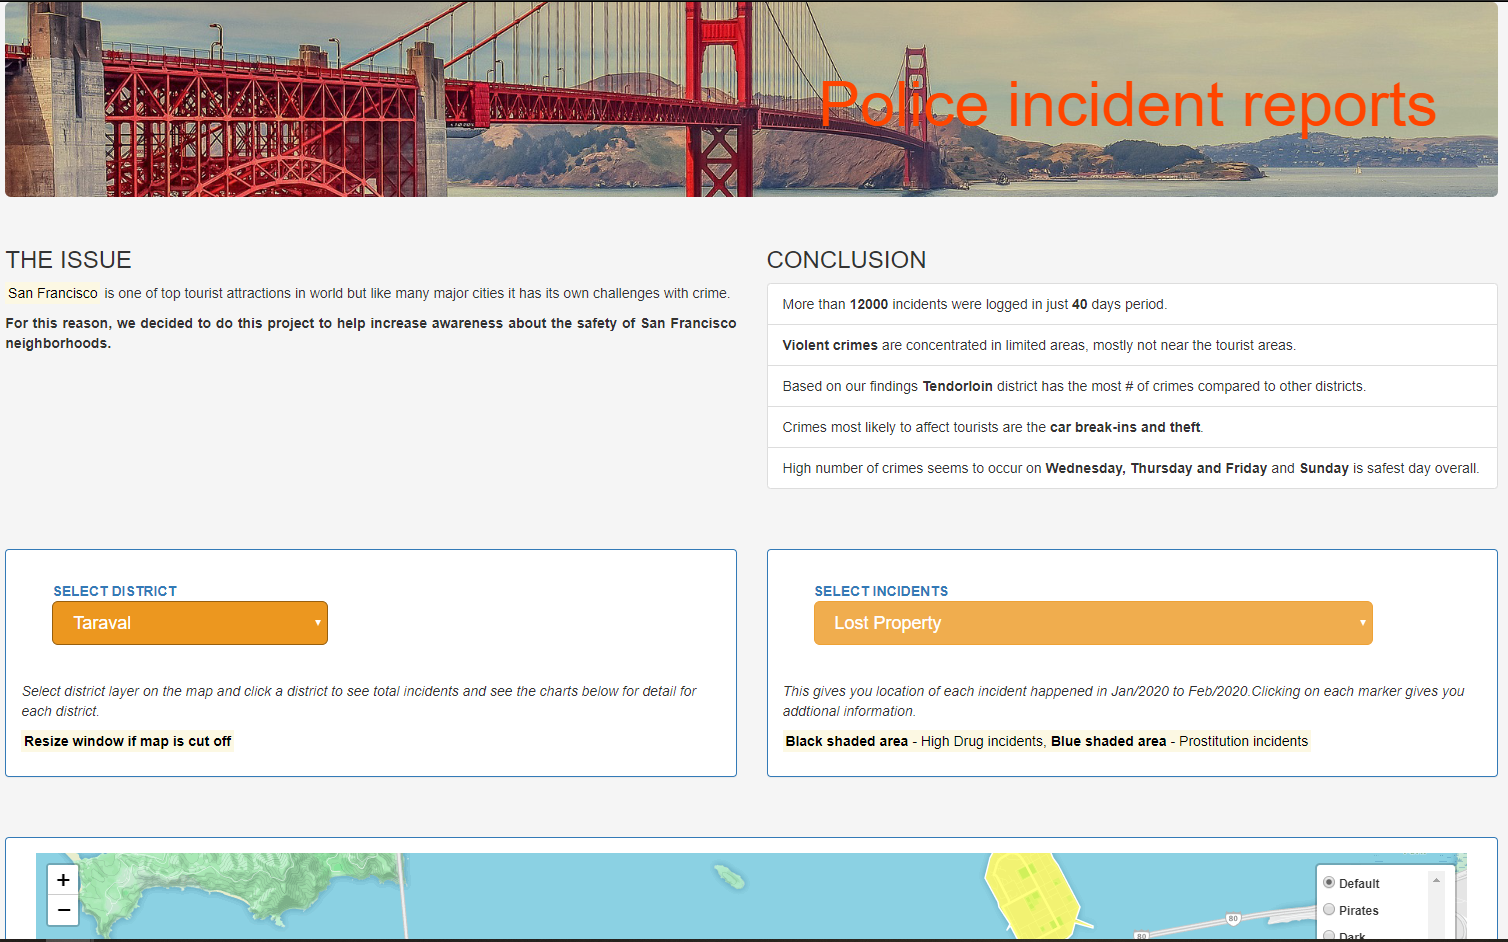 Police incident reports
THE ISSUE
San Francisco is one of top tourist attractions in world but like many major cities it has its own challenges with crime.
For this reason, we decided to do this project to help increase awareness about the safety of San Francisco
neighborhoods.
CONCLUSION
More than 12000 incidents were logged in just 40 days period.
Violent crimes are concentrated in limited areas, mostly not near the tourist areas.
Based on our findings Tendorloin district has the most # of crimes compared to other districts.
Crimes most likely to affect tourists are the car break-ins and theft.
High number of crimes seems to occur on Wednesday, Thursday and Friday and Sunday is safest day overall.
SELECT DISTRICT
Taraval
Select district layer on the map and click a district to see total incidents and see the charts below for detail for
each district.
Resize window if map is cut off
SELECT INCIDENTS
Lost Property
This gives you location of each incident happened in Jan/2020 to Feb/2020.Clicking on each marker gives you
addtional information.
Black shaded area - High Drug incidents, Blue shaded area - Prostitution incidents
+
−
80
80
Default
Pirates
Dark